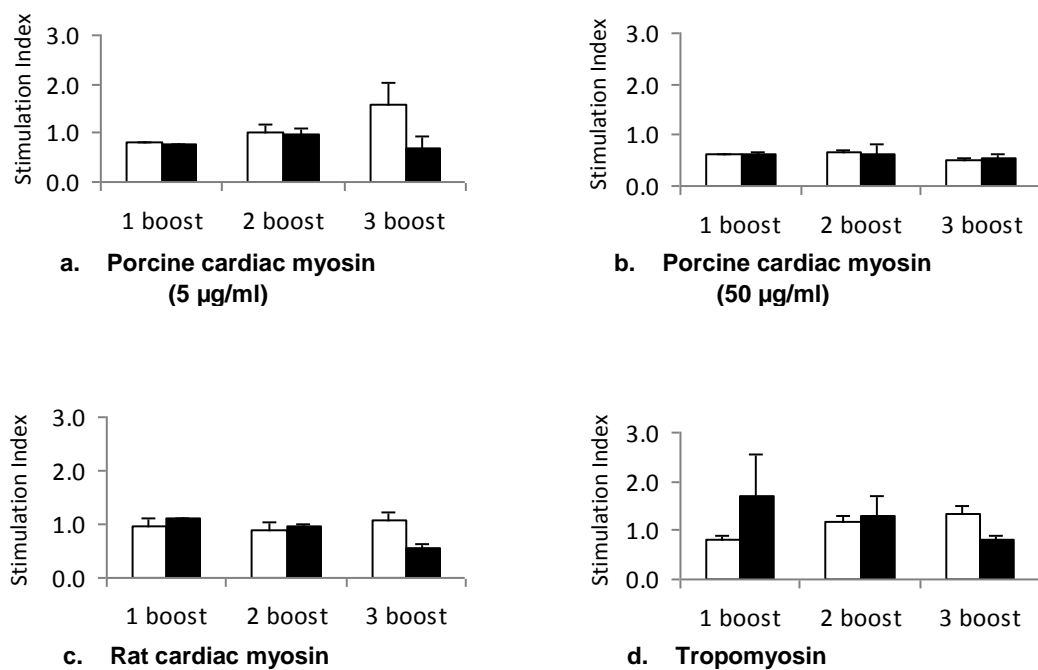 Stimulation Index
3.0
2.0
1.0
0.0
1 boost 2 boost 3 boost
a. Porcine cardiac myosin
(5 µg/ml)
Stimulation Index
3.0
2.0
1.0
0.0
1 boost 2 boost 3 boost
b. Porcine cardiac myosin
(50 µg/ml)
Stimulation Index
3.0
2.0
1.0
0.0
1 boost 2 boost 3 boost
c. Rat cardiac myosin
Stimulation Index
3.0
2.0
1.0
0.0
1 boost 2 boost 3 boost
d. Tropomyosin